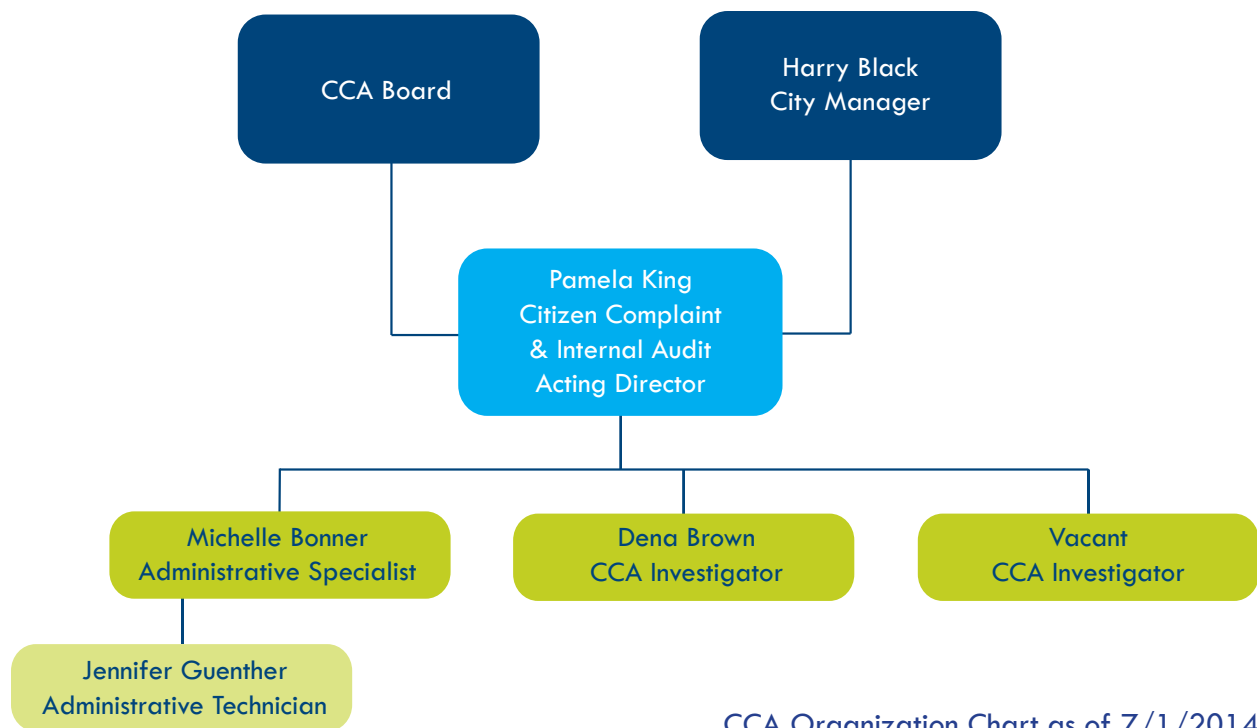 CCA Board
Harry Black
City Manager
Pamela King
Citizen Complaint
& Internal Audit
Acting Director
Michelle Bonner
Administrative Specialist
Dena Brown
CCA Investigator
Vacant
CCA Investigator
Jennifer Guenther
Administrative Technician
CCA Organization Chart as of 7/1/2014